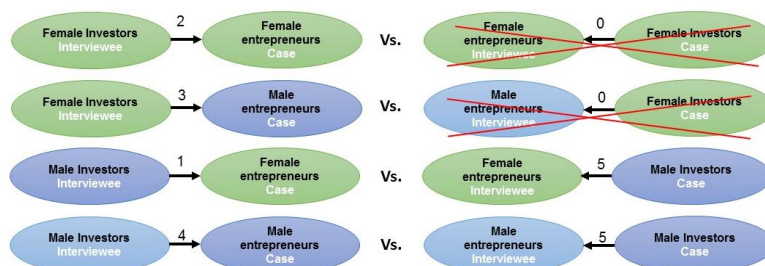 Female Investors
Interviewee
2
Female
entrepreneurs
Case
Vs.
Female
entrepreneurs
Interviewee
0
Female Investors
Case
Female Investors
Interviewee
3
Male
entrepreneurs
Case
Vs.
Male
entrepreneurs
Interviewee
0
Female Investors
Case
Male Investors
Interviewee
1
Female
entrepreneurs
Case
Vs.
Female
entrepreneurs
Interviewee
5
Male Investors
Case
Male Investors
Interviewee
4
Male
entrepreneurs
Case
Vs.
Male
entrepreneurs
Interviewee
5
Male Investors
Case